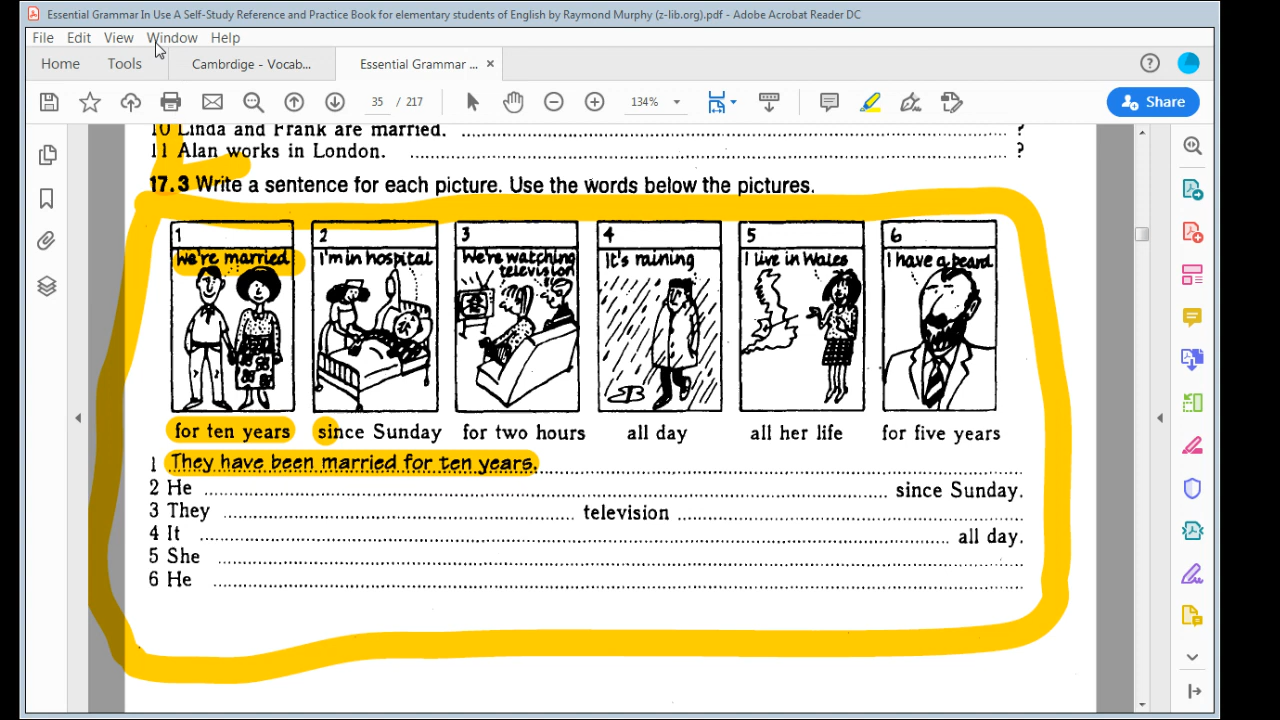 Essential Grammar In Use A Self-Study Reference and Practice Book for elementary students of English by Raymond Murphy (z-lib.org).pdf - Adobe Acrobat Reader DC
File Edit View Window Help
Home Tools Cambrdige - Vocab... Essential Grammar ... ×
35 / 217 134% Share
10 Linda and Frank are married. ?
11 Alan works in London. ?
17.3 Write a sentence for each picture. Use the words below the pictures.
1 2 3 4 5 6
We're married I'm in hospital We're watching television It's raining I live in Wales I have a beard
for ten years since Sunday for two hours all day all her life for five years
1 They have been married for ten years.
2 He ........ since Sunday.
3 They ........ television ........
4 It ........ all day.
5 She ........
6 He ........